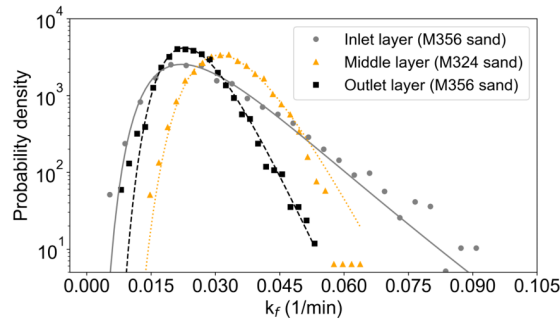 Probability density
10^4
10^3
10^2
10^1
Inlet layer (M356 sand)
Middle layer (M324 sand)
Outlet layer (M356 sand)
0.000 0.015 0.030 0.045 0.060 0.075 0.090 0.105
k_f (1/min)